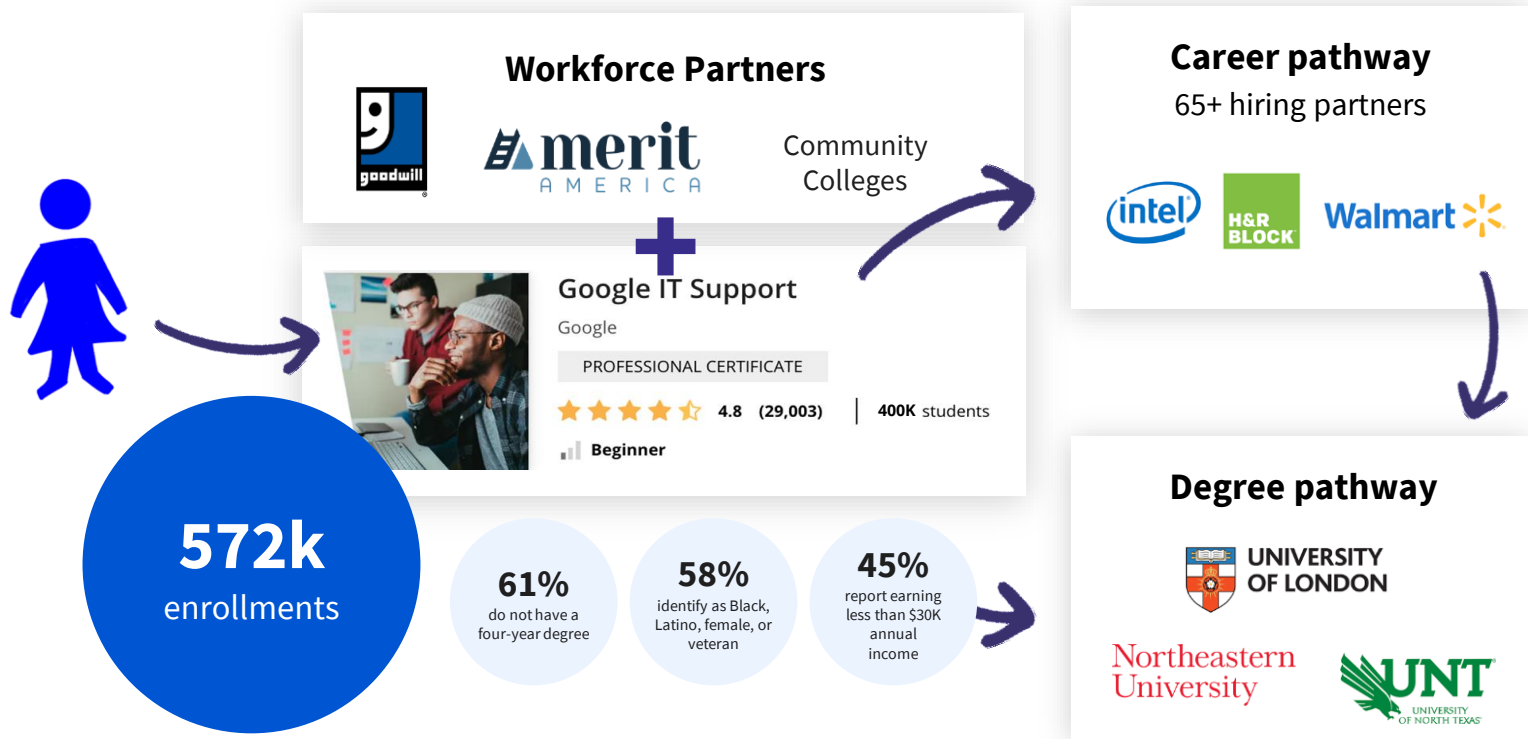 Workforce Partners
goodwill
®
merit
AMERICA
Community
Colleges
Google IT Support
Google
PROFESSIONAL CERTIFICATE
4.8 (29,003) | 400K students
Beginner
572k
enrollments
61%
do not have a
four-year degree
58%
identify as Black,
Latino, female, or
veteran
45%
report earning
less than $30K
annual
income
Career pathway
65+ hiring partners
intel
H&R
BLOCK
Walmart
Degree pathway
UNIVERSITY
OF LONDON
Northeastern
University
UNT
UNIVERSITY
OF NORTH TEXAS